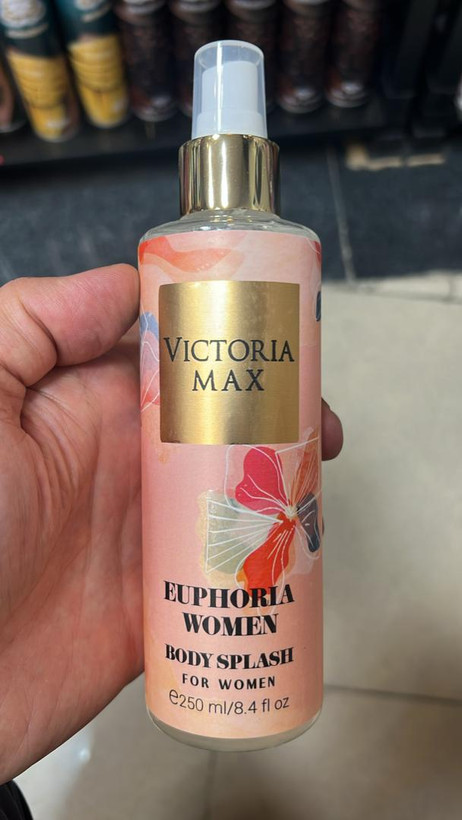 VICTORIA
MAX
EUPHORIA
WOMEN
BODY SPLASH
FOR WOMEN
℮250 ml/8.4 fl oz